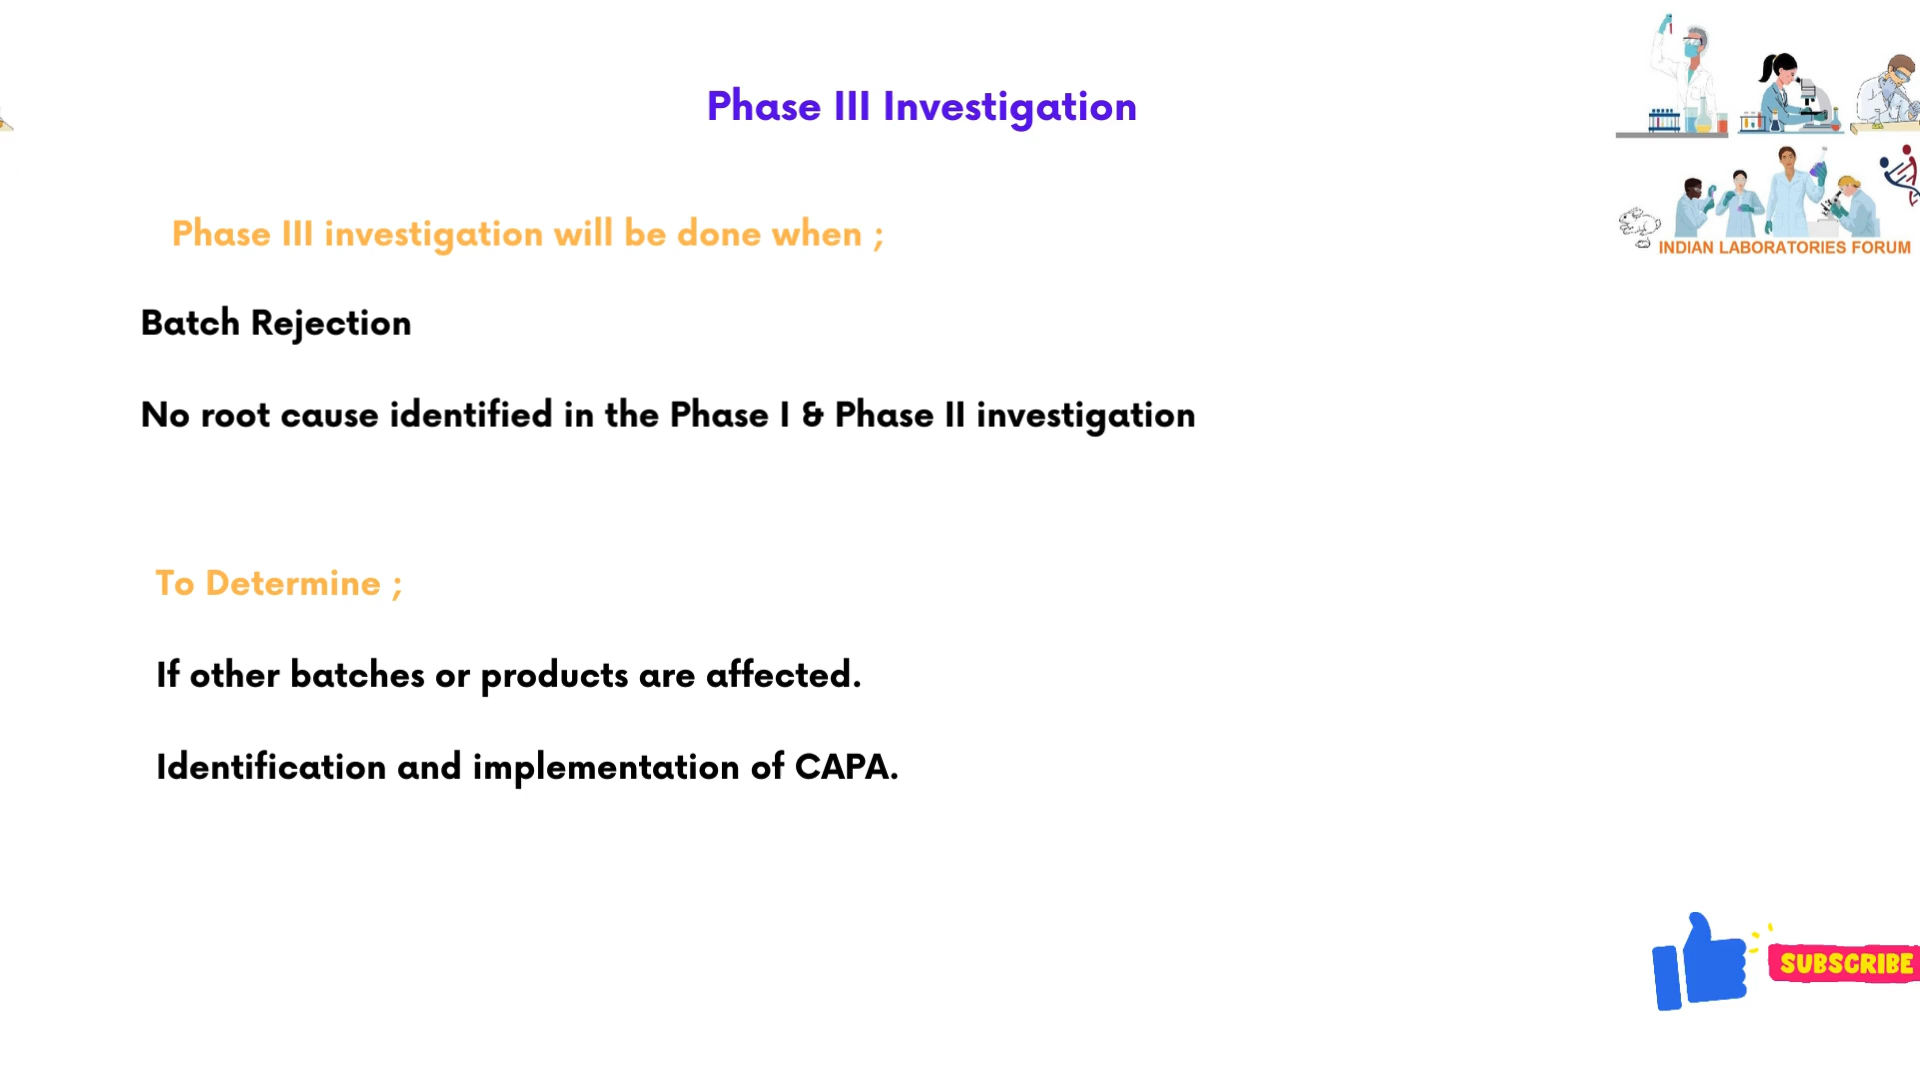 Phase III Investigation
Phase III investigation will be done when ;
Batch Rejection
No root cause identified in the Phase I & Phase II investigation
To Determine ;
If other batches or products are affected.
Identification and implementation of CAPA.
INDIAN LABORATORIES FORUM
SUBSCRIBE